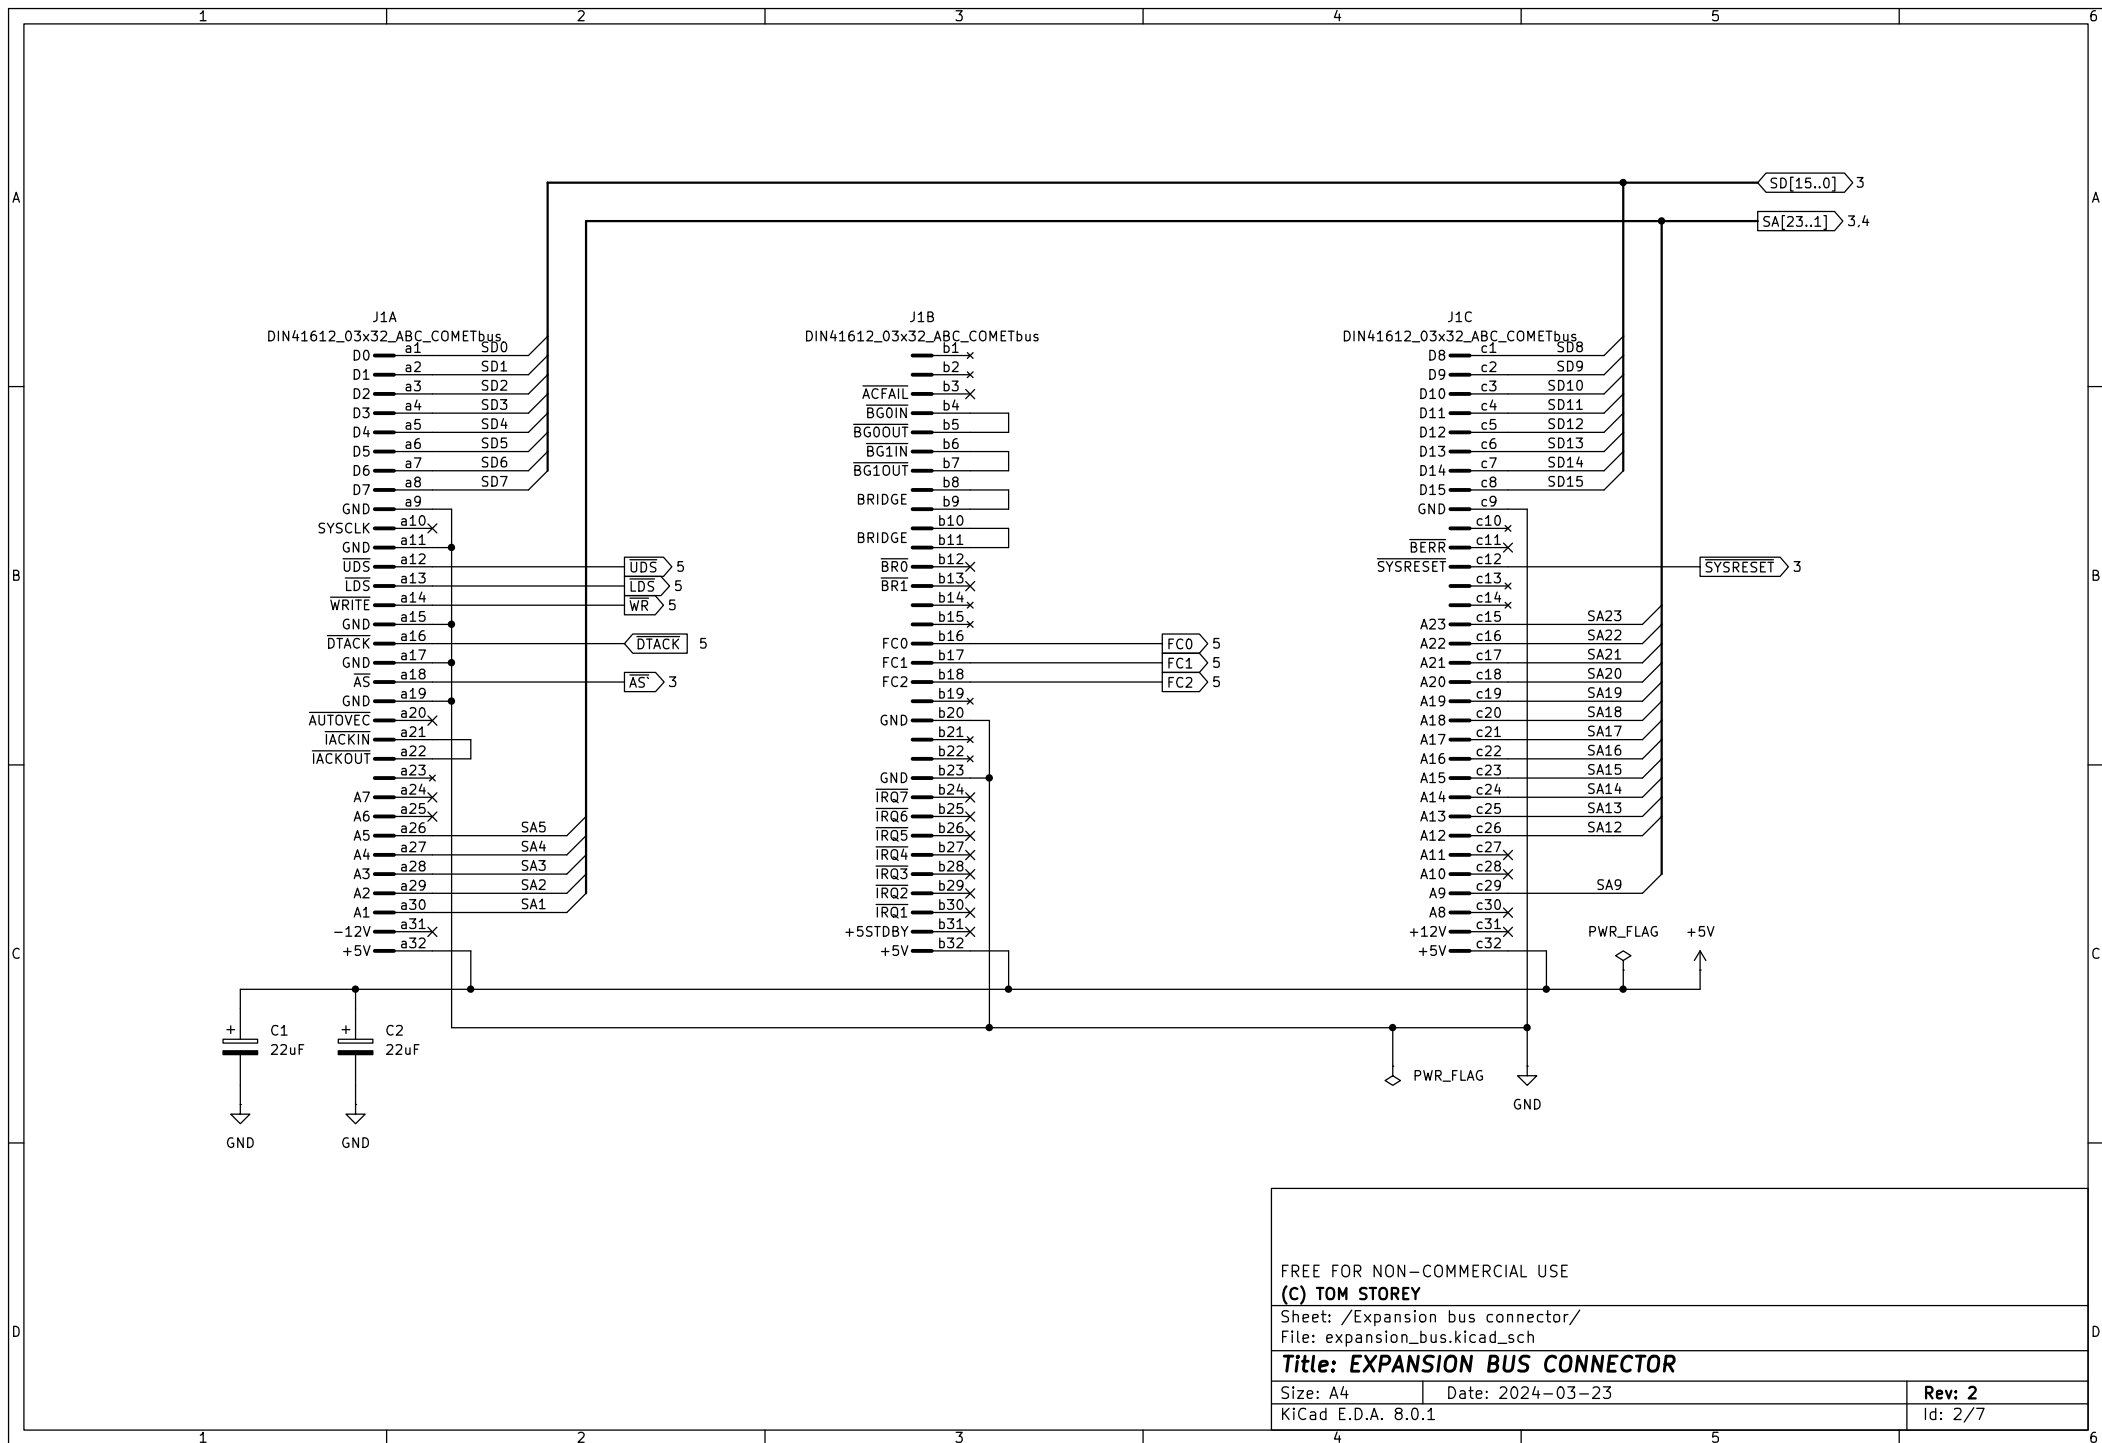 1 2 3 4 5 6
A A
SD[15..0] 3
SA[23..1] 3,4
J1A
DIN41612_03x32_ABC_COMETbus
D0 a1 SD0
D1 a2 SD1
D2 a3 SD2
D3 a4 SD3
D4 a5 SD4
D5 a6 SD5
D6 a7 SD6
D7 a8 SD7
GND a9
SYSCLK a10
GND a11
UDS a12 UDS 5
LDS a13 LDS 5
WRITE a14 WR 5
GND a15
DTACK a16 DTACK 5
GND a17
AS a18 AS 3
GND a19
AUTOVEC a20
IACKIN a21
IACKOUT a22
a23
A7 a24
A6 a25
A5 a26 SA5
A4 a27 SA4
A3 a28 SA3
A2 a29 SA2
A1 a30 SA1
-12V a31
+5V a32
J1B
DIN41612_03x32_ABC_COMETbus
b1
b2
ACFAIL b3
BG0IN b4
BG0OUT b5
BG1IN b6
BG1OUT b7
b8
BRIDGE
b9
b10
BRIDGE
b11
BR0 b12
BR1 b13
b14
b15
FC0 b16 FC0 5
FC1 b17 FC1 5
FC2 b18 FC2 5
b19
GND b20
b21
b22
GND b23
IRQ7 b24
IRQ6 b25
IRQ5 b26
IRQ4 b27
IRQ3 b28
IRQ2 b29
IRQ1 b30
+5STDBY b31
+5V b32
J1C
DIN41612_03x32_ABC_COMETbus
D8 c1 SD8
D9 c2 SD9
D10 c3 SD10
D11 c4 SD11
D12 c5 SD12
D13 c6 SD13
D14 c7 SD14
D15 c8 SD15
GND c9
c10
BERR c11
SYSRESET c12 SYSRESET 3
c13
c14
A23 c15 SA23
A22 c16 SA22
A21 c17 SA21
A20 c18 SA20
A19 c19 SA19
A18 c20 SA18
A17 c21 SA17
A16 c22 SA16
A15 c23 SA15
A14 c24 SA14
A13 c25 SA13
A12 c26 SA12
A11 c27
A10 c28
A9 c29 SA9
A8 c30
+12V c31
+5V c32
PWR_FLAG +5V
B B
C C
+ C1
22uF
+ C2
22uF
PWR_FLAG
GND
GND GND
D D
FREE FOR NON-COMMERCIAL USE
(C) TOM STOREY
Sheet: /Expansion bus connector/
File: expansion_bus.kicad_sch
Title: EXPANSION BUS CONNECTOR
Size: A4 Date: 2024-03-23 Rev: 2
KiCad E.D.A. 8.0.1 Id: 2/7
1 2 3 4 5 6